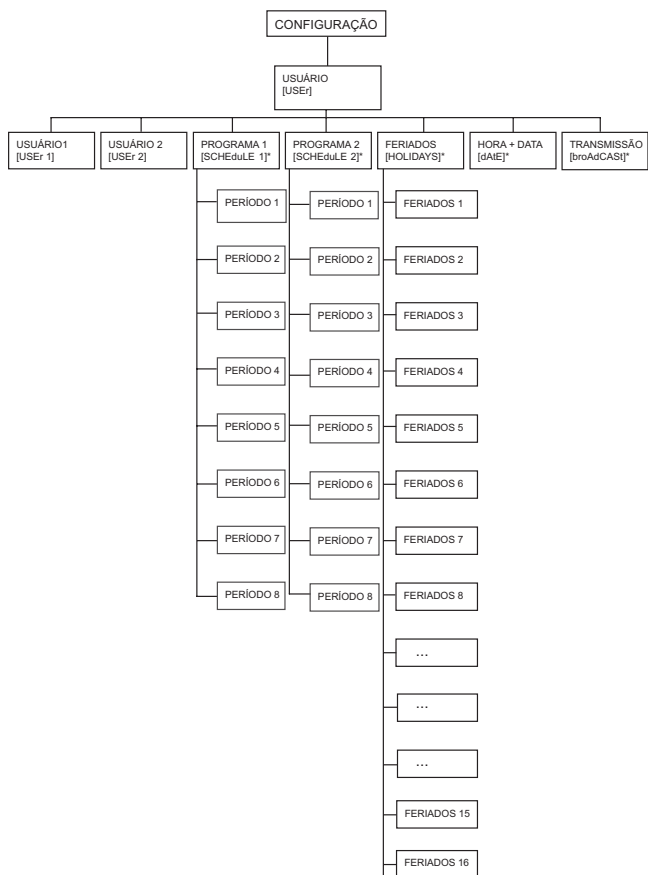 CONFIGURAÇÃO
USUÁRIO
[USEr]
USUÁRIO1
[USEr 1]
USUÁRIO 2
[USEr 2]
PROGRAMA 1
[SCHEduLE 1]*
PROGRAMA 2
[SCHEduLE 2]*
FERIADOS
[HOLIDAYS]*
HORA + DATA
[dAtE]*
TRANSMISSÃO
[broAdCASt]*
PERÍODO 1
PERÍODO 1
FERIADOS 1
PERÍODO 2
PERÍODO 2
FERIADOS 2
PERÍODO 3
PERÍODO 3
FERIADOS 3
PERÍODO 4
PERÍODO 4
FERIADOS 4
PERÍODO 5
PERÍODO 5
FERIADOS 5
PERÍODO 6
PERÍODO 6
FERIADOS 6
PERÍODO 7
PERÍODO 7
FERIADOS 7
PERÍODO 8
PERÍODO 8
FERIADOS 8
...
...
...
FERIADOS 15
FERIADOS 16